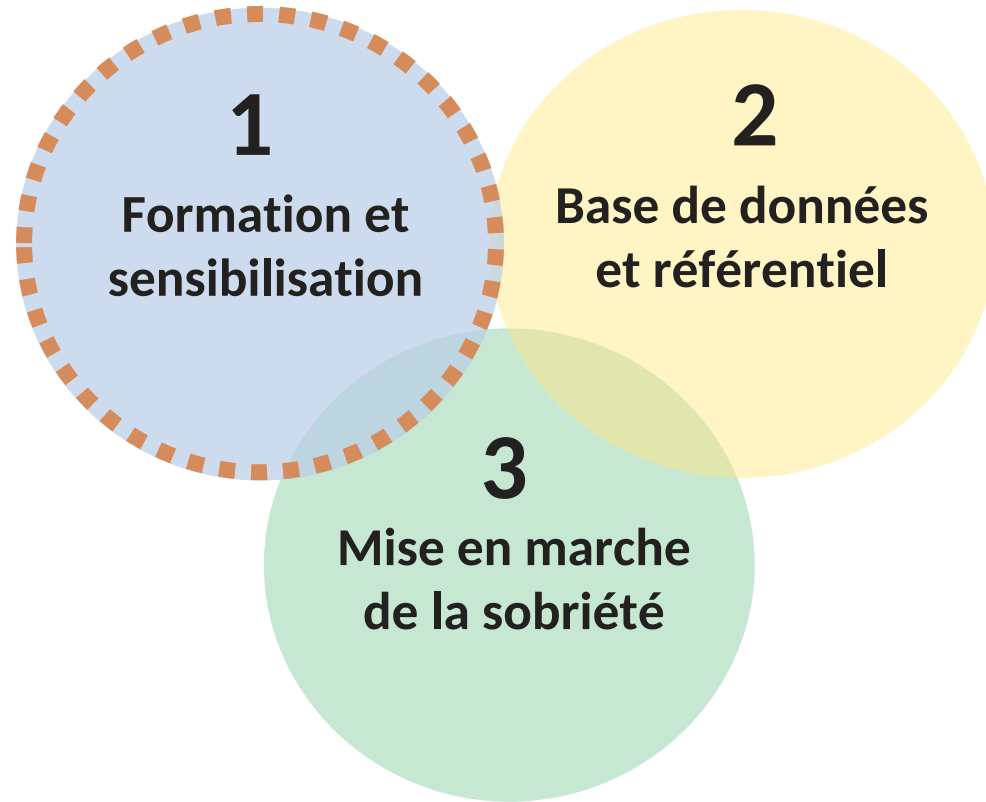 1
Formation et
sensibilisation
2
Base de données
et référentiel
3
Mise en marche
de la sobriété